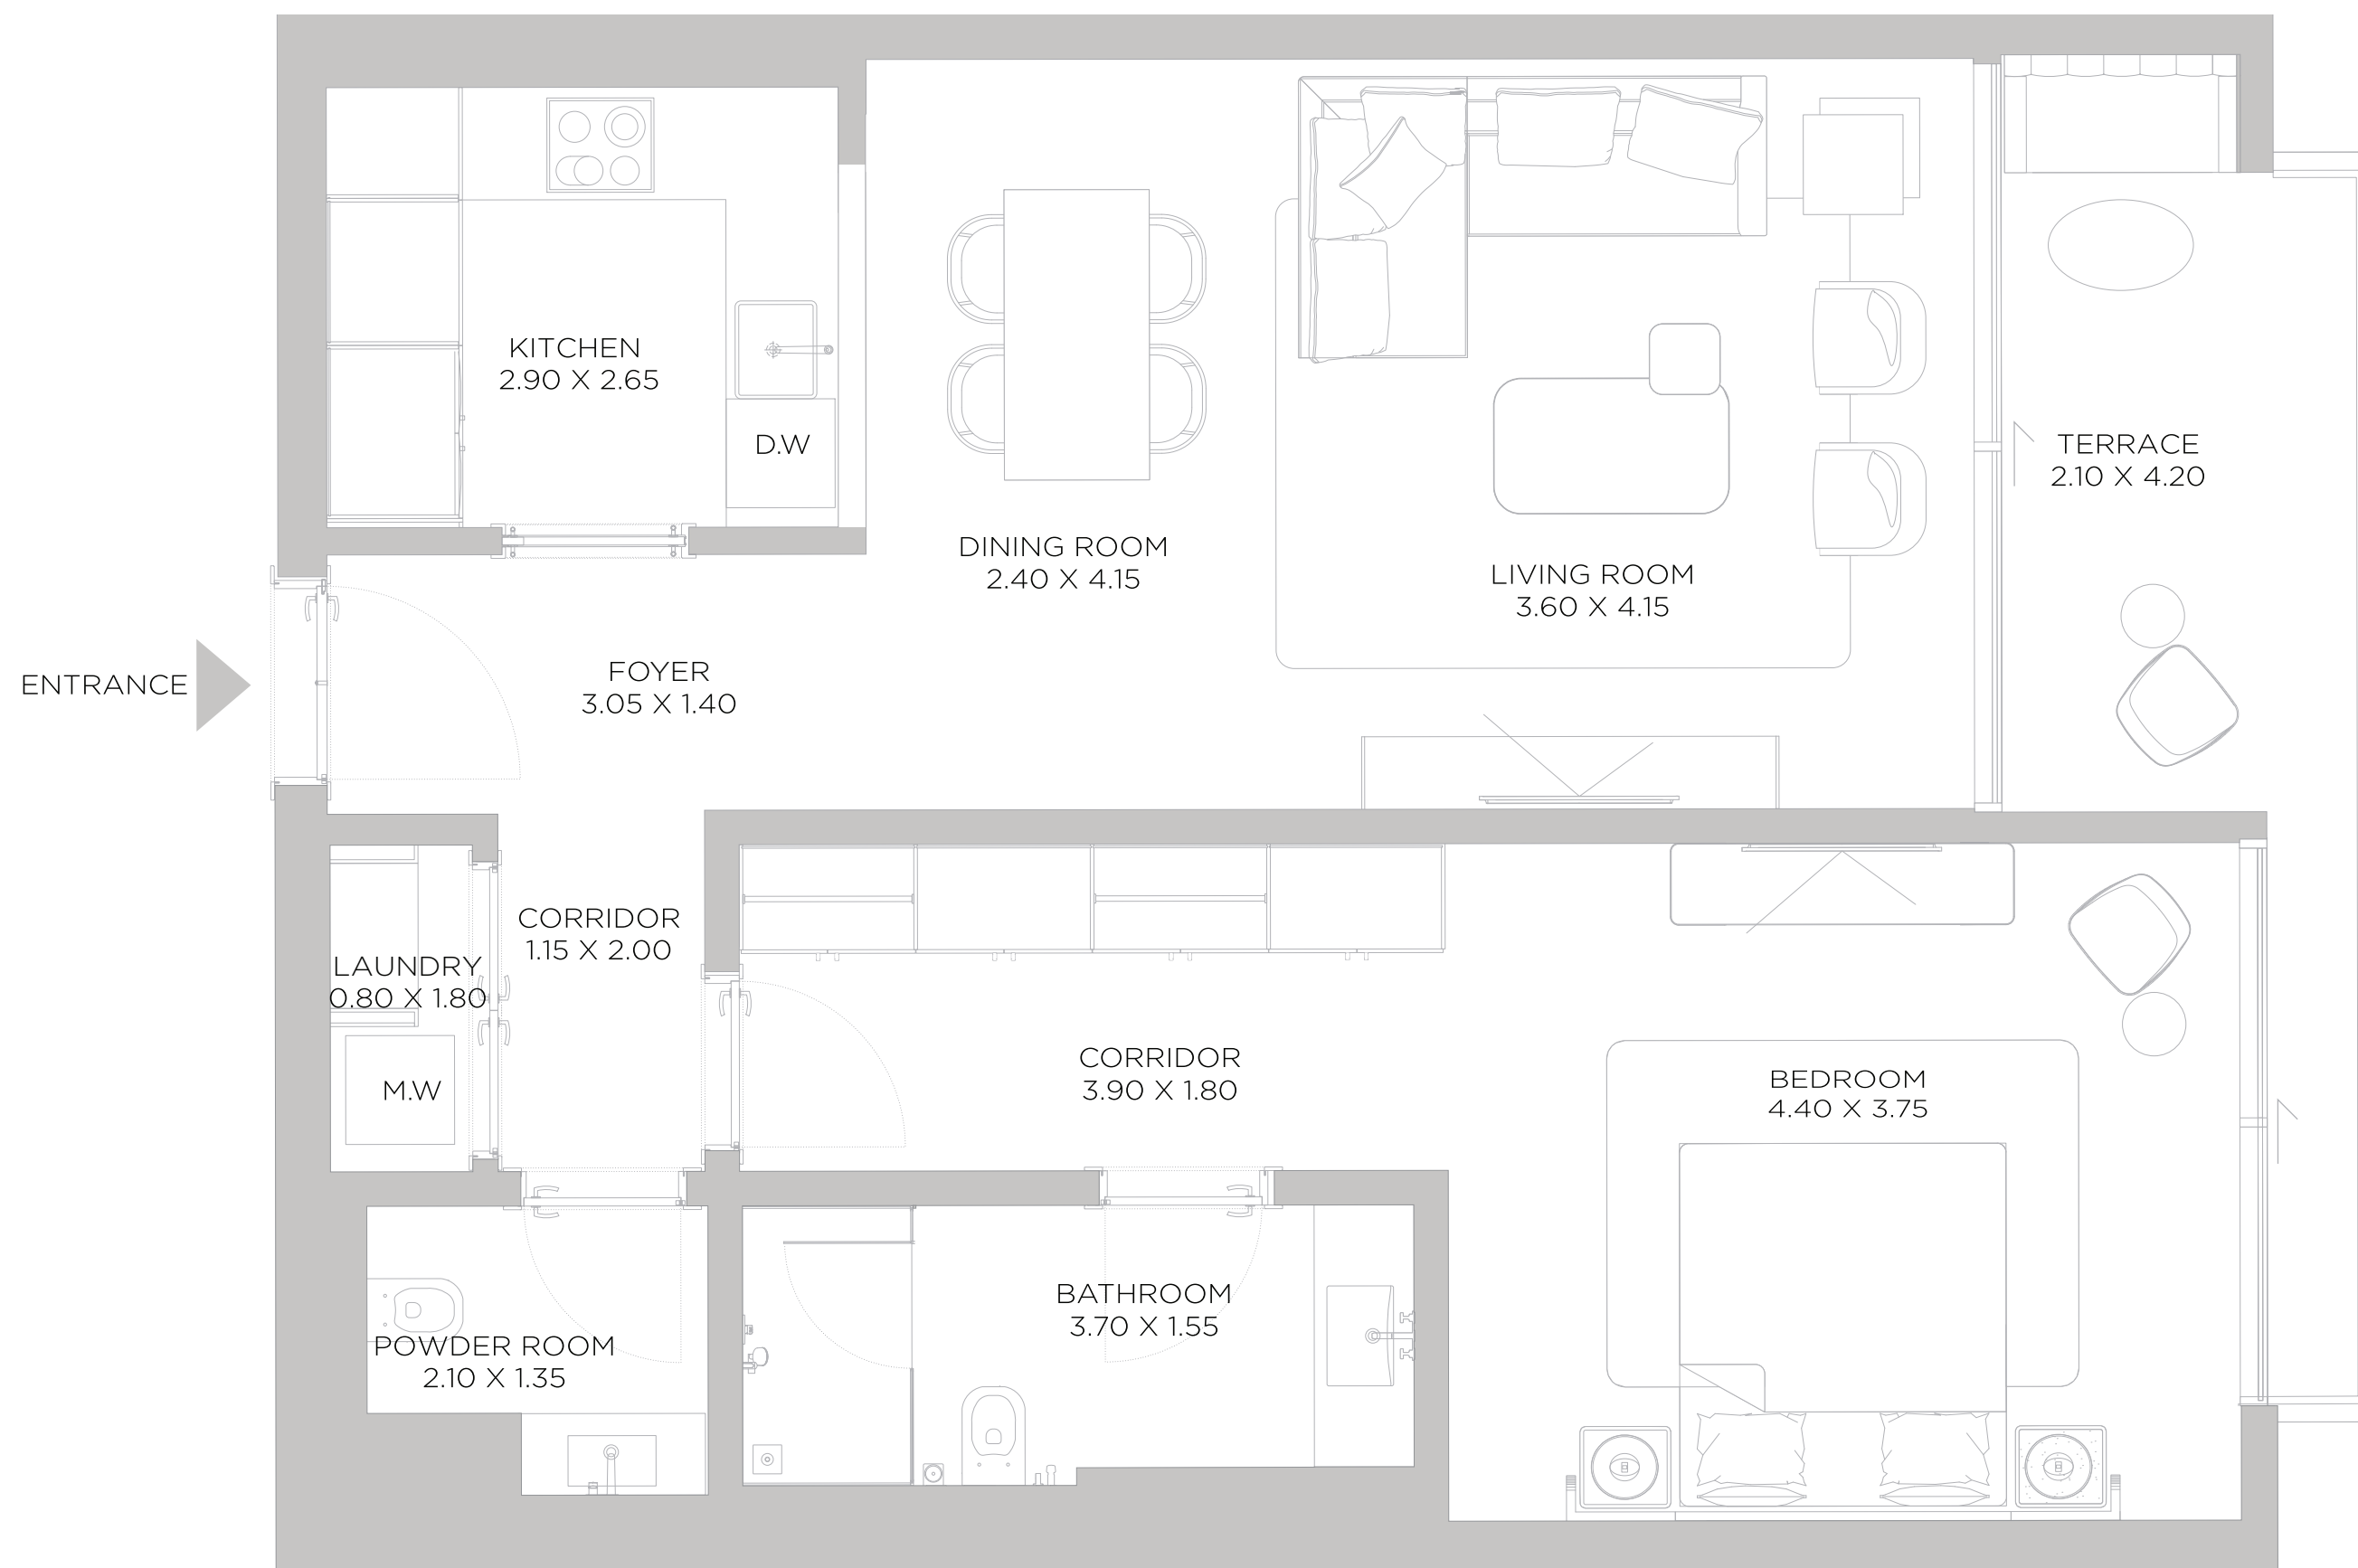 KITCHEN
2.90 X 2.65
D.W
TERRACE
2.10 X 4.20
DINING ROOM
2.40 X 4.15
LIVING ROOM
3.60 X 4.15
ENTRANCE
FOYER
3.05 X 1.40
CORRIDOR
1.15 X 2.00
LAUNDRY
0.80 X 1.80
M.W
CORRIDOR
3.90 X 1.80
BEDROOM
4.40 X 3.75
BATHROOM
3.70 X 1.55
POWDER ROOM
2.10 X 1.35